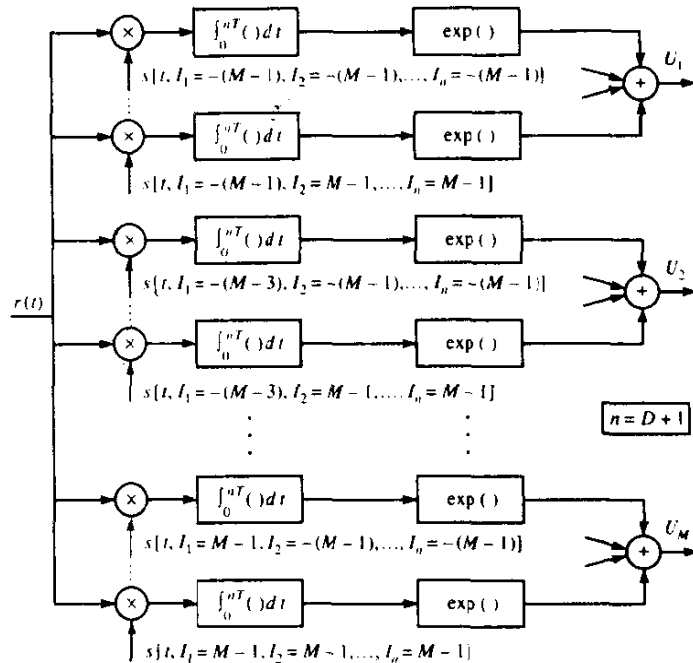 ∫₀ⁿᵀ( )dt
exp( )
s[t, I₁ = −(M − 1), I₂ = −(M − 1),..., Iₙ = −(M − 1)]
U₁
∫₀ⁿᵀ( )dt
exp( )
s[t, I₁ = −(M − 1), I₂ = M − 1,..., Iₙ = M − 1]
∫₀ⁿᵀ( )dt
exp( )
s[t, I₁ = −(M − 3), I₂ = −(M − 1),..., Iₙ = −(M − 1)]
U₂
r(t)
∫₀ⁿᵀ( )dt
exp( )
s[t, I₁ = −(M − 3), I₂ = M − 1,..., Iₙ = M − 1]
n = D + 1
∫₀ⁿᵀ( )dt
exp( )
s[t, I₁ = M − 1, I₂ = −(M − 1),..., Iₙ = −(M − 1)]
U_M
∫₀ⁿᵀ( )dt
exp( )
s[t, I₁ = M − 1, I₂ = M − 1,..., Iₙ = M − 1]